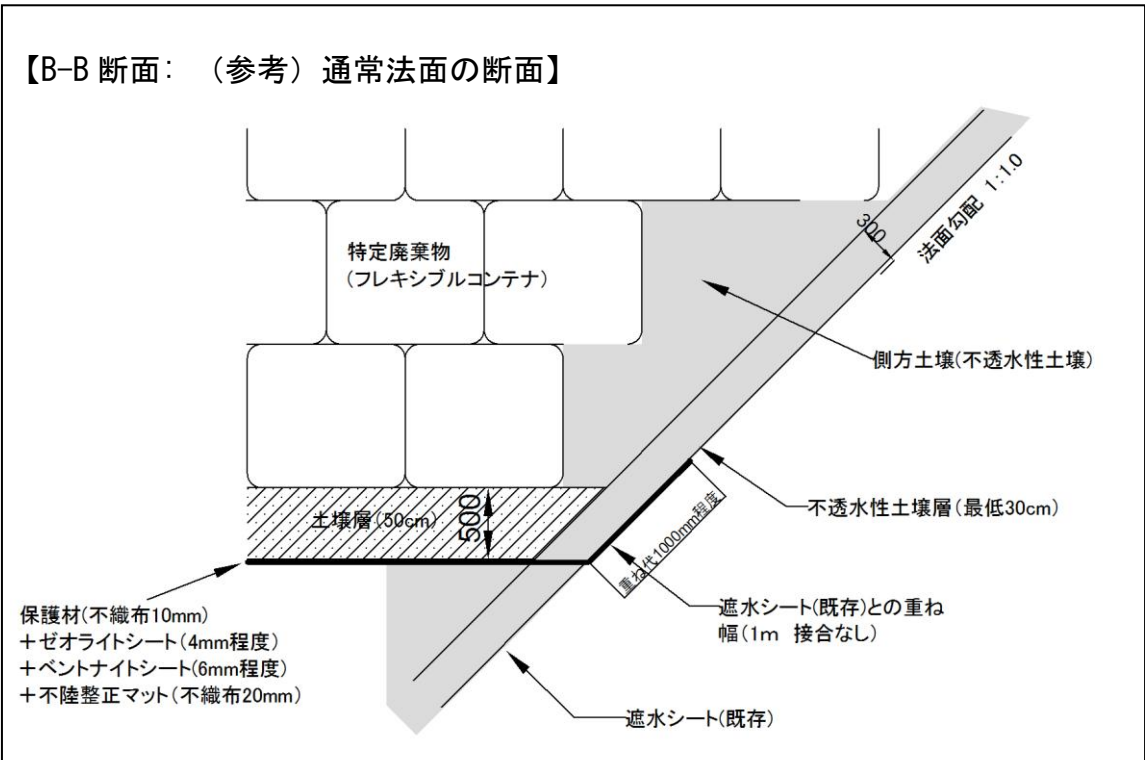 【B-B 断面： （参考）通常法面の断面】
特定廃棄物
（フレキシブルコンテナ）
300
法面勾配 1:1.0
側方土壌(不透水性土壌)
土壌層(50cm)
500
不透水性土壌層(最低30cm)
重ね代1000mm程度
遮水シート(既存)との重ね
幅(1m 接合なし)
保護材(不織布10mm)
＋ゼオライトシート(4mm程度)
＋ベントナイトシート(6mm程度)
＋不陸整正マット(不織布20mm)
遮水シート(既存)